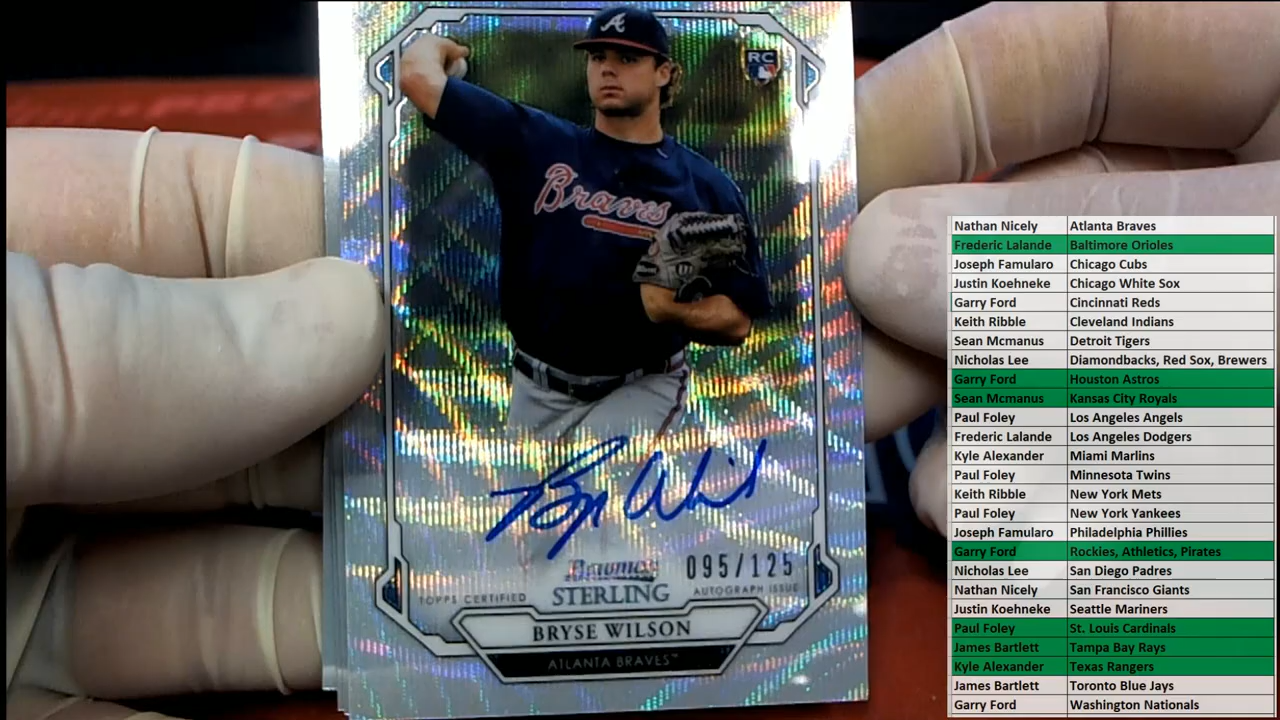 A
RC
Braves
Bryse Wilson
Bowman
095/125
TOPPS CERTIFIED STERLING AUTOGRAPH ISSUE
BRYSE WILSON
ATLANTA BRAVES™
Nathan Nicely Atlanta Braves
Frederic Lalande Baltimore Orioles
Joseph Famularo Chicago Cubs
Justin Koehneke Chicago White Sox
Garry Ford Cincinnati Reds
Keith Ribble Cleveland Indians
Sean Mcmanus Detroit Tigers
Nicholas Lee Diamondbacks, Red Sox, Brewers
Garry Ford Houston Astros
Sean Mcmanus Kansas City Royals
Paul Foley Los Angeles Angels
Frederic Lalande Los Angeles Dodgers
Kyle Alexander Miami Marlins
Paul Foley Minnesota Twins
Keith Ribble New York Mets
Paul Foley New York Yankees
Joseph Famularo Philadelphia Phillies
Garry Ford Rockies, Athletics, Pirates
Nicholas Lee San Diego Padres
Nathan Nicely San Francisco Giants
Justin Koehneke Seattle Mariners
Paul Foley St. Louis Cardinals
James Bartlett Tampa Bay Rays
Kyle Alexander Texas Rangers
James Bartlett Toronto Blue Jays
Garry Ford Washington Nationals